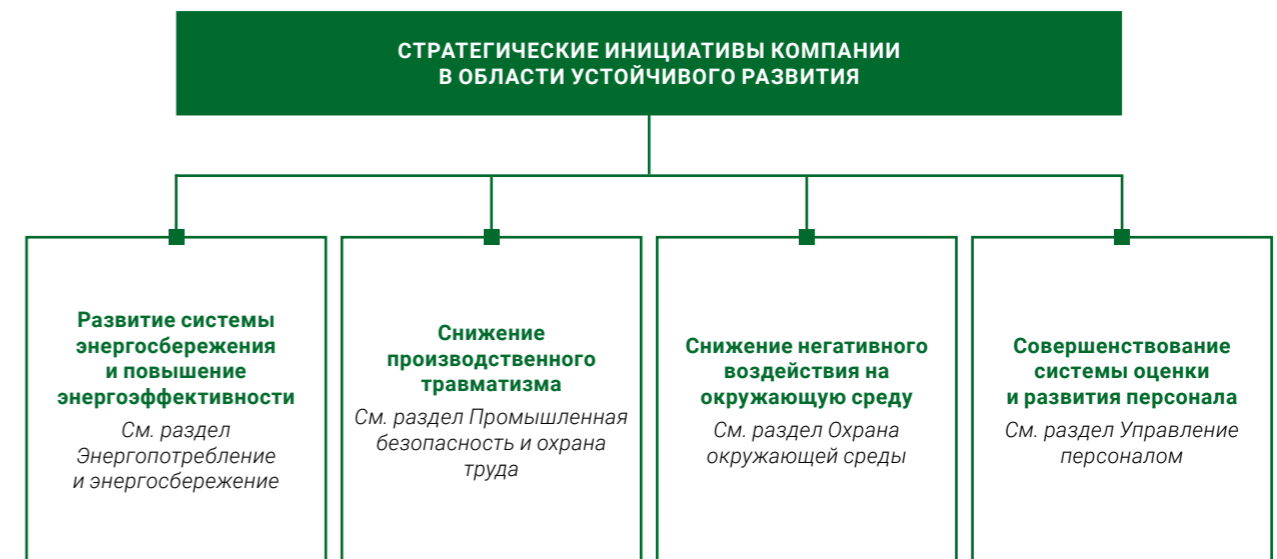 СТРАТЕГИЧЕСКИЕ ИНИЦИАТИВЫ КОМПАНИИ
В ОБЛАСТИ УСТОЙЧИВОГО РАЗВИТИЯ
Развитие системы
энергосбережения
и повышение
энергоэффективности
См. раздел
Энергопотребление
и энергосбережение
Снижение
производственного
травматизма
См. раздел Промышленная
безопасность и охрана
труда
Снижение негативного
воздействия на
окружающую среду
См. раздел Охрана
окружающей среды
Совершенствование
системы оценки
и развития персонала
См. раздел Управление
персоналом